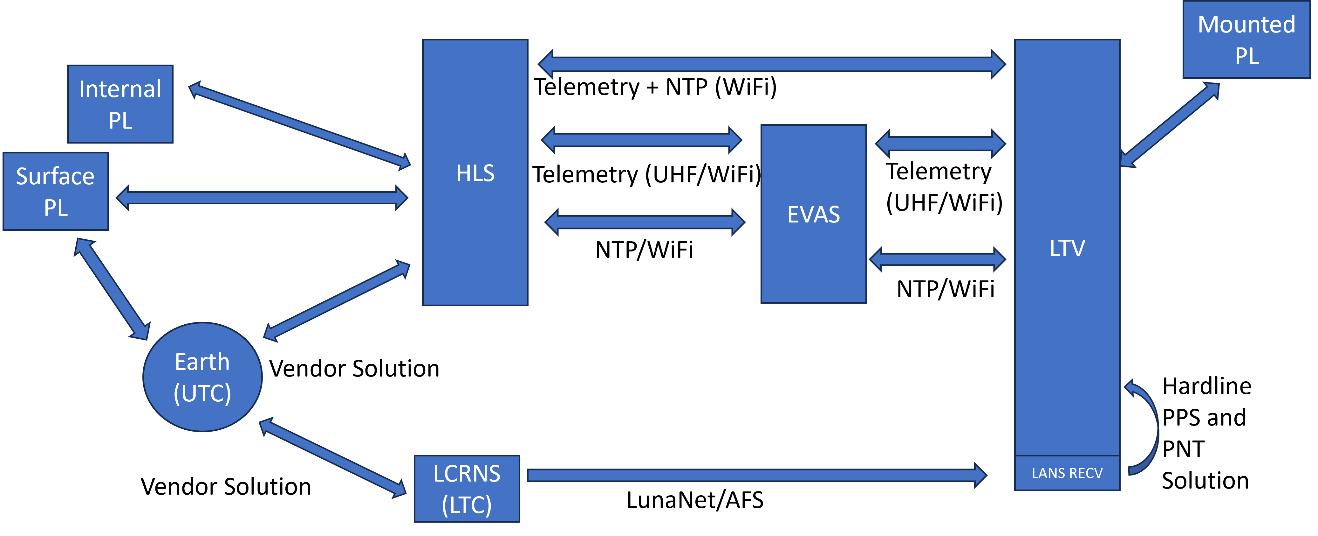 Mounted
PL
Internal
PL
Telemetry + NTP (WiFi)
Surface
PL
HLS
Telemetry (UHF/WiFi)
Telemetry
(UHF/WiFi)
EVAS
NTP/WiFi
LTV
NTP/WiFi
Earth
(UTC)
Vendor Solution
Hardline
PPS and
PNT
Solution
Vendor Solution
LCRNS
(LTC)
LunaNet/AFS
LANS RECV